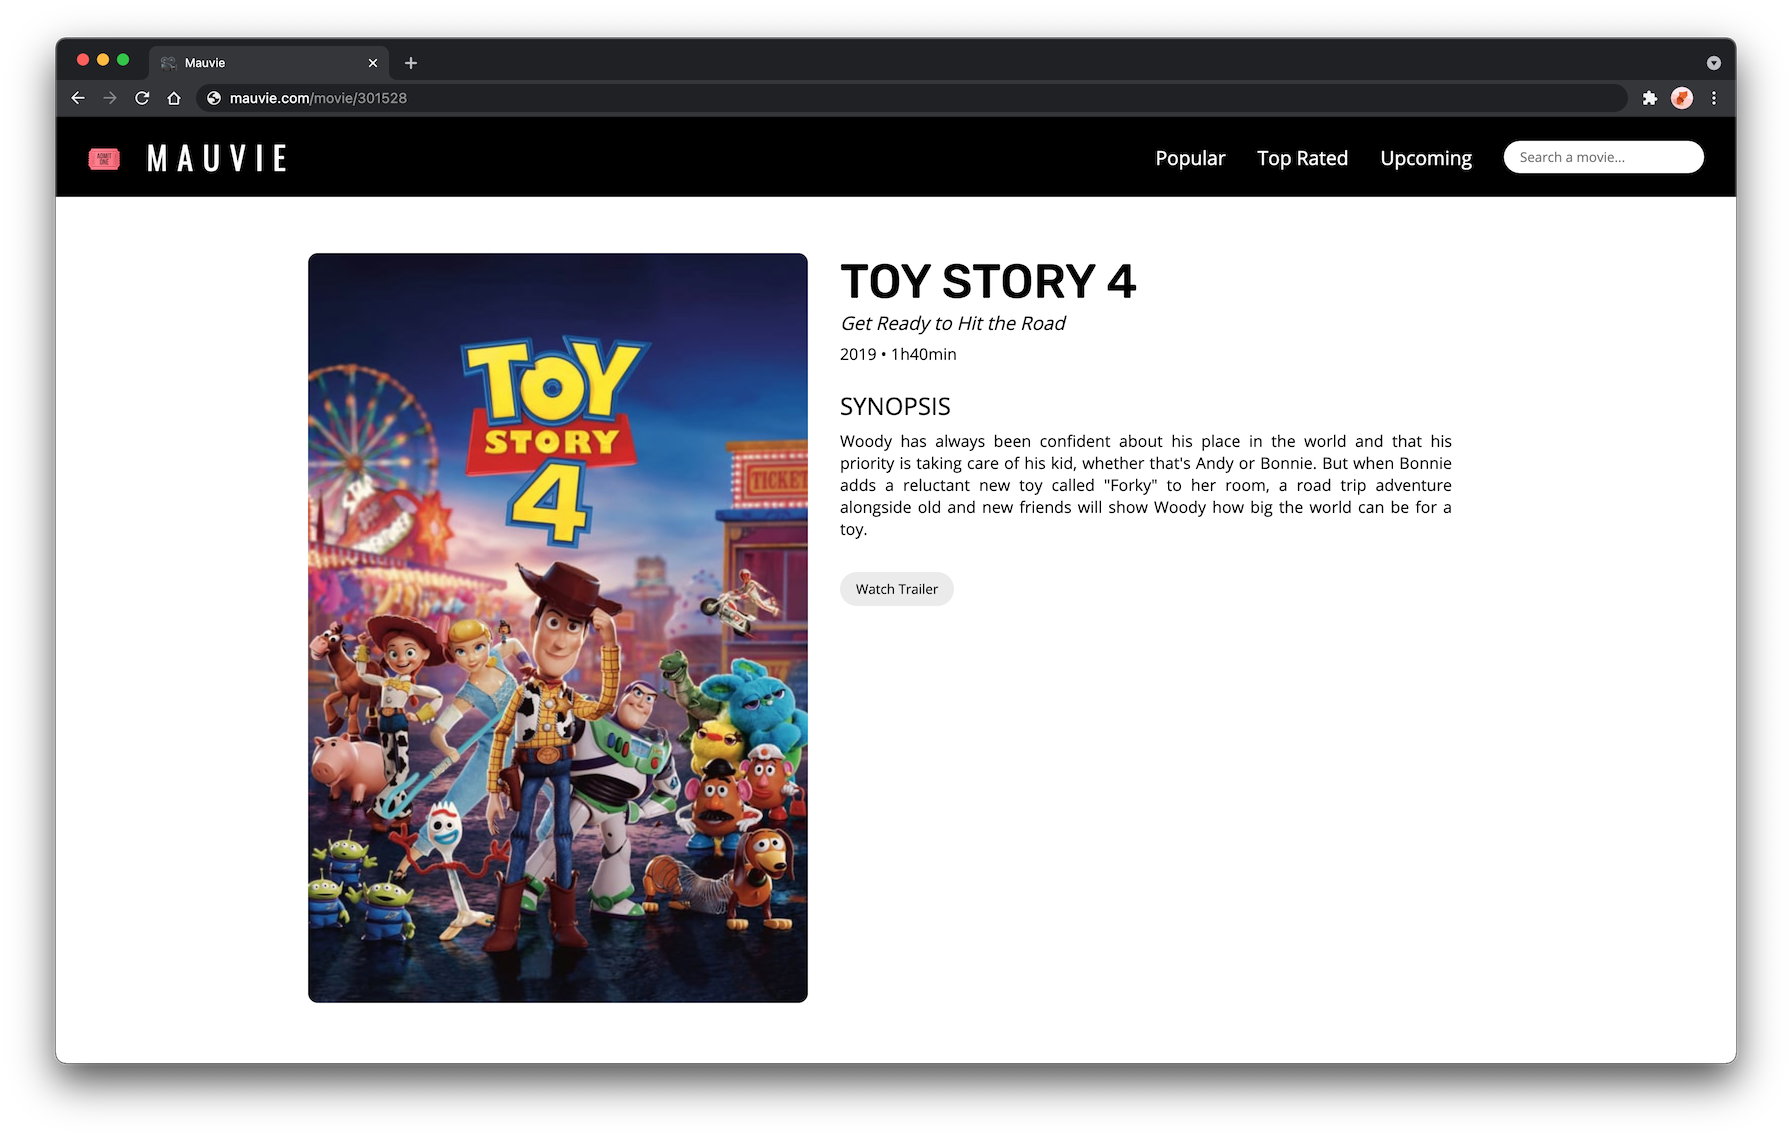 Mauvie
mauvie.com/movie/301528
ADMIT
ONE
MAUVIE
Popular
Top Rated
Upcoming
Search a movie...
TOY
STORY
4
TICKET
TOY STORY 4
Get Ready to Hit the Road
2019 • 1h40min
SYNOPSIS
Woody has always been confident about his place in the world and that his
priority is taking care of his kid, whether that's Andy or Bonnie. But when Bonnie
adds a reluctant new toy called "Forky" to her room, a road trip adventure
alongside old and new friends will show Woody how big the world can be for a
toy.
Watch Trailer